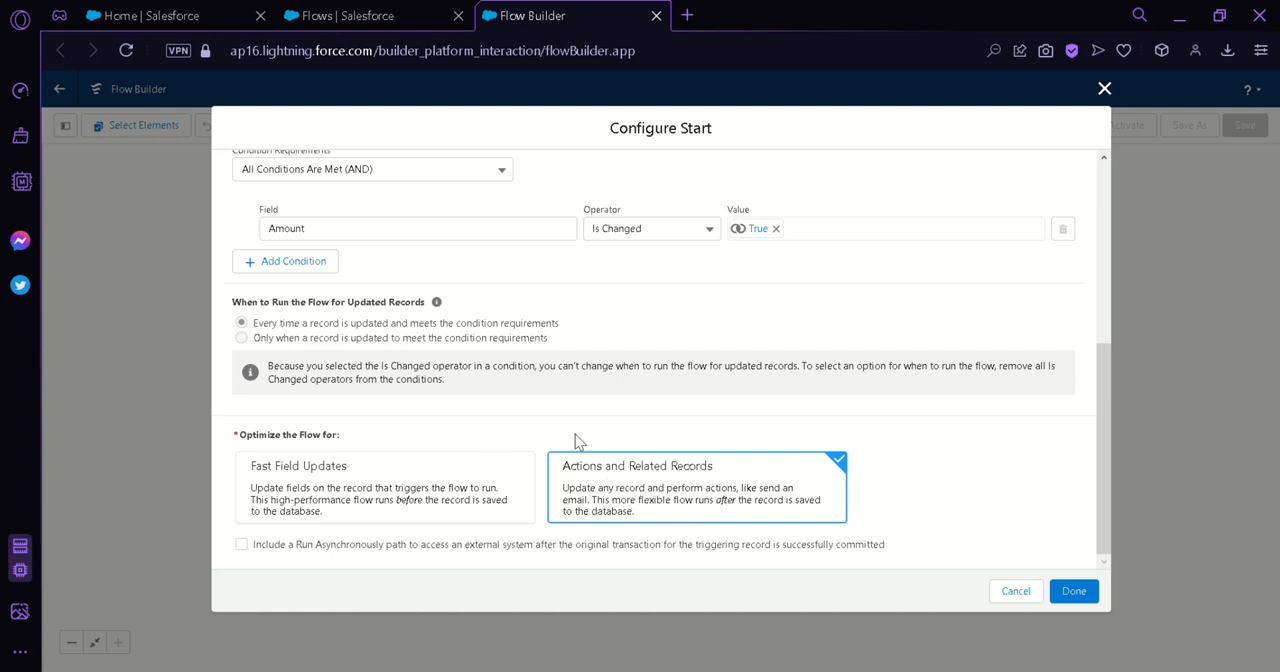 Home | Salesforce
Flows | Salesforce
Flow Builder
VPN
ap16.lightning.force.com/builder_platform_interaction/flowBuilder.app
Flow Builder
?
Select Elements
Activate
Save As
Save
Configure Start
Condition Requirements
All Conditions Are Met (AND)
Field
Operator
Value
Amount
Is Changed
True
+ Add Condition
When to Run the Flow for Updated Records
Every time a record is updated and meets the condition requirements
Only when a record is updated to meet the condition requirements
Because you selected the Is Changed operator in a condition, you can't change when to run the flow for updated records. To select an option for when to run the flow, remove all Is
Changed operators from the conditions.
*Optimize the Flow for:
Fast Field Updates
Update fields on the record that triggers the flow to run.
This high-performance flow runs before the record is saved
to the database.
Actions and Related Records
Update any record and perform actions, like send an
email. This more flexible flow runs after the record is saved
to the database.
Include a Run Asynchronously path to access an external system after the original transaction for the triggering record is successfully committed
Cancel
Done